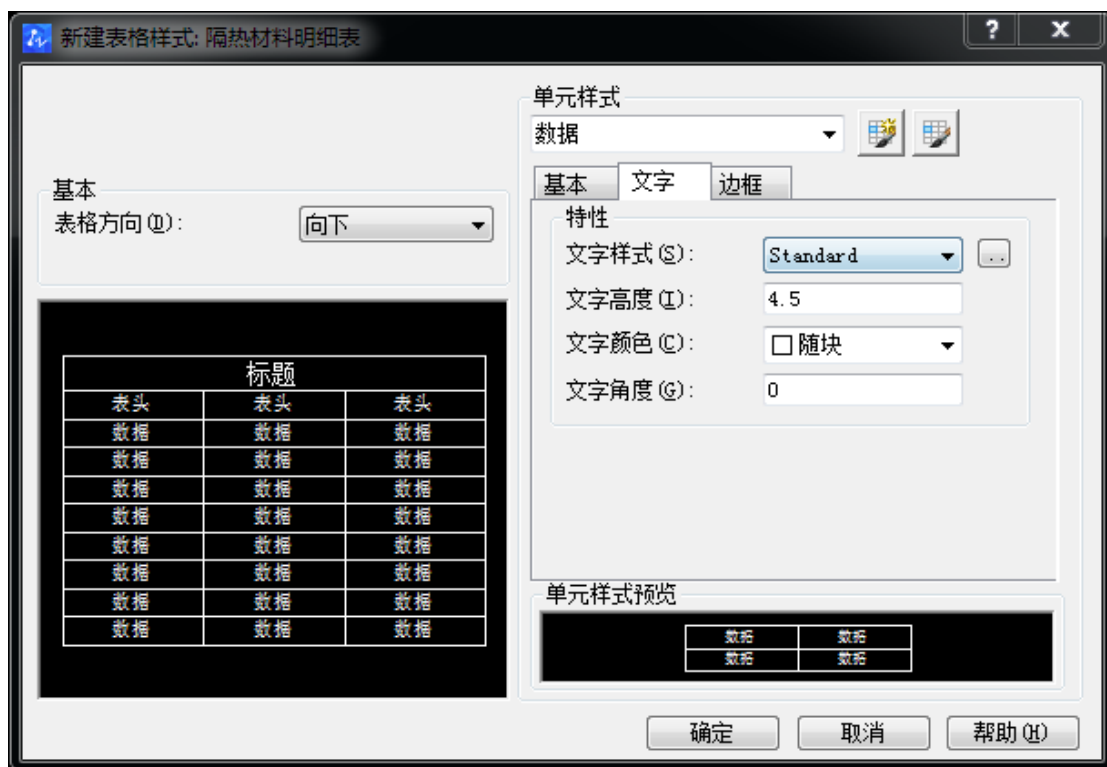 新建表格样式: 隔热材料明细表
? x
单元样式
数据
基本 文字 边框
特性
文字样式(S): Standard ..
文字高度(I): 4.5
文字颜色(C): 随块
文字角度(G): 0
基本
表格方向(D): 向下
标题
表头 表头 表头
数据 数据 数据
数据 数据 数据
数据 数据 数据
数据 数据 数据
数据 数据 数据
数据 数据 数据
数据 数据 数据
数据 数据 数据
单元样式预览
数据 数据
数据 数据
确定 取消 帮助(H)